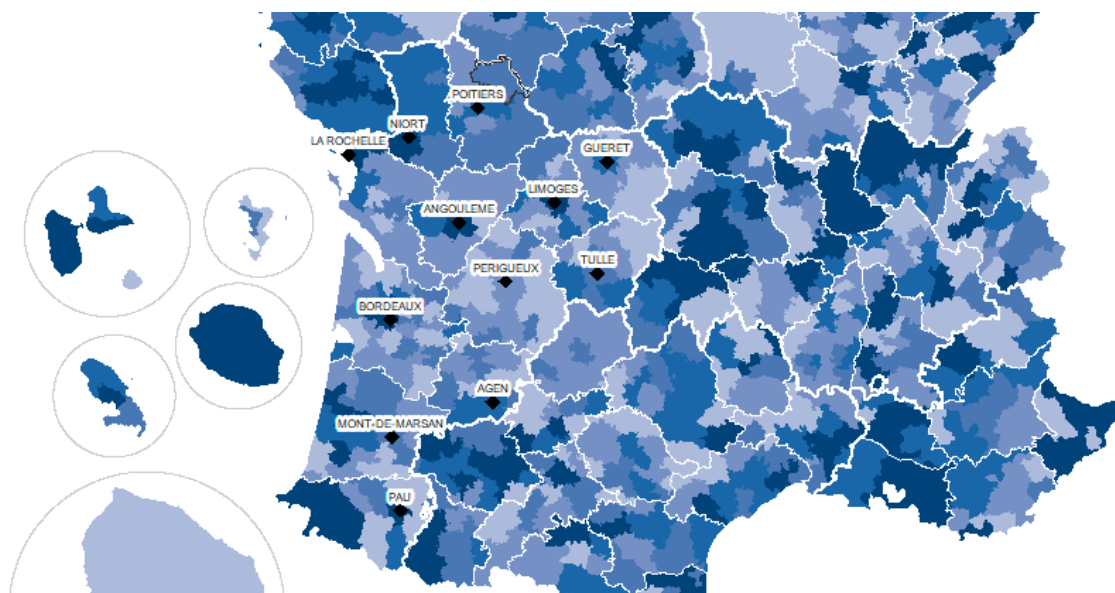 POITIERS
NIORT
LA ROCHELLE
GUERET
LIMOGES
ANGOULEME
TULLE
PERIGUEUX
BORDEAUX
AGEN
MONT-DE-MARSAN
PAU